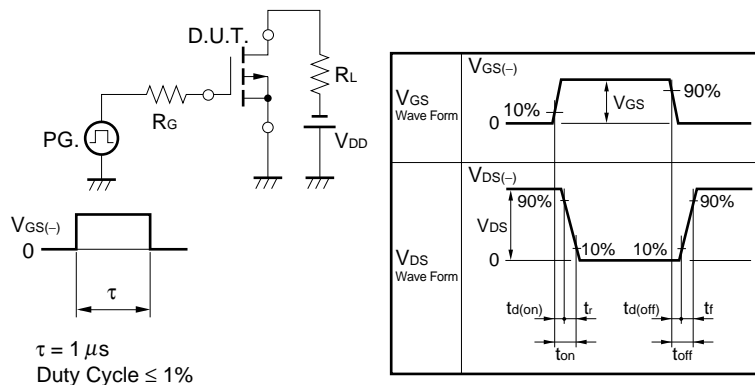 D.U.T.
RL
RG
PG.
VDD
VGS(−)
0
τ
τ = 1 μs
Duty Cycle ≤ 1%
VGS
Wave Form
VGS(−)
10%
0
VGS
90%
VDS
Wave Form
VDS(−)
90%
VDS
0
10%
10%
90%
td(on)
tr
td(off)
tf
ton
toff